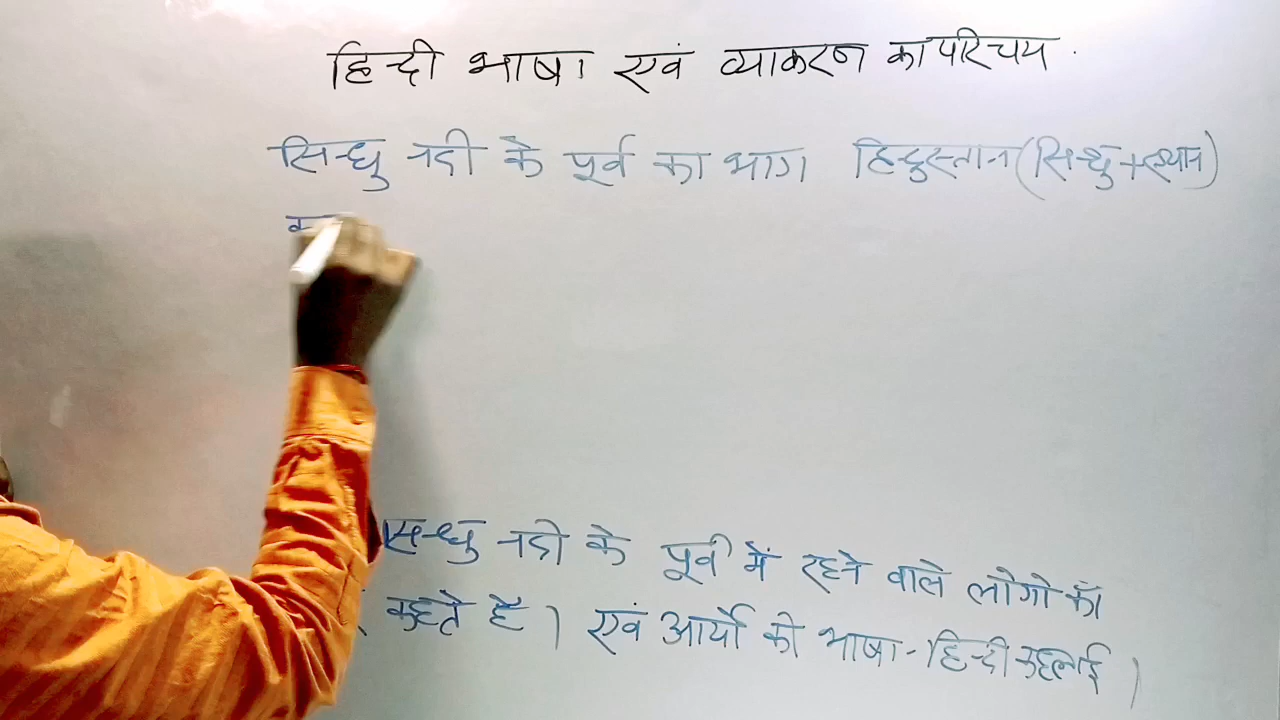 हिन्दी भाषा एवं व्याकरण का परिचय.
सिन्धु नदी के पूर्व का भाग हिन्दुस्तान (सिन्धु + स्थान)
सिन्धु नदी के पूर्व में रहने वाले लोगो को
कहते हैं । एवं आर्यो की भाषा - हिन्दी कहलाई ।